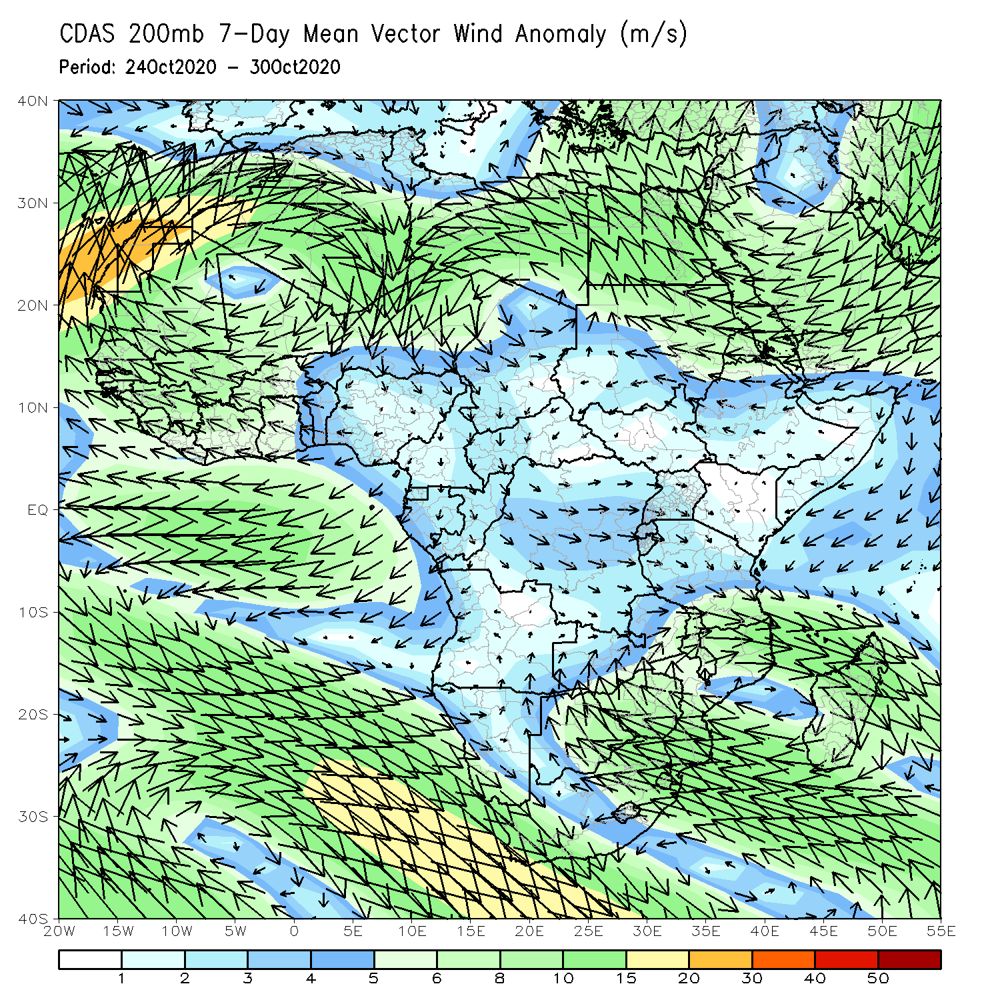 CDAS 200mb 7-Day Mean Vector Wind Anomaly (m/s)
Period: 24Oct2020 - 30Oct2020
40N
30N
20N
10N
EQ
10S
20S
30S
40S
20W 15W 10W 5W 0 5E 10E 15E 20E 25E 30E 35E 40E 45E 50E 55E
1 2 3 4 5 6 8 10 15 20 30 40 50